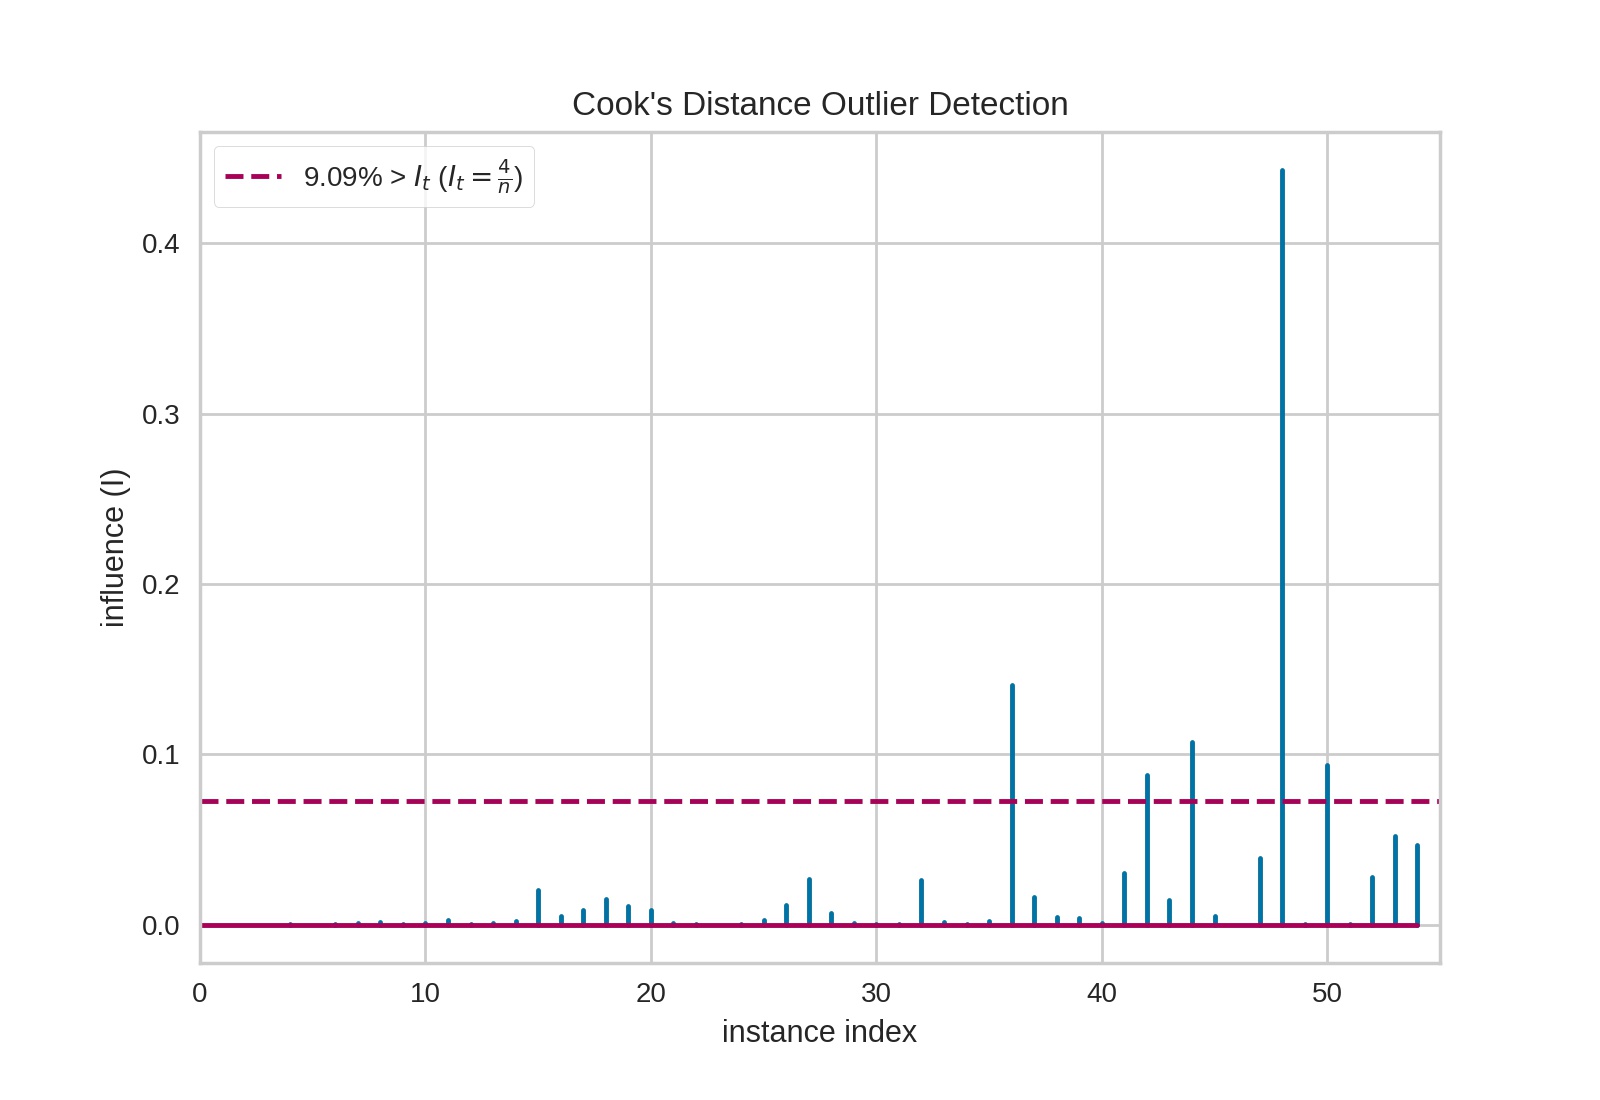 Cook's Distance Outlier Detection
9.09% > I_t (I_t = 4/n)
0.4
0.3
0.2
0.1
0.0
influence (I)
0 10 20 30 40 50
instance index